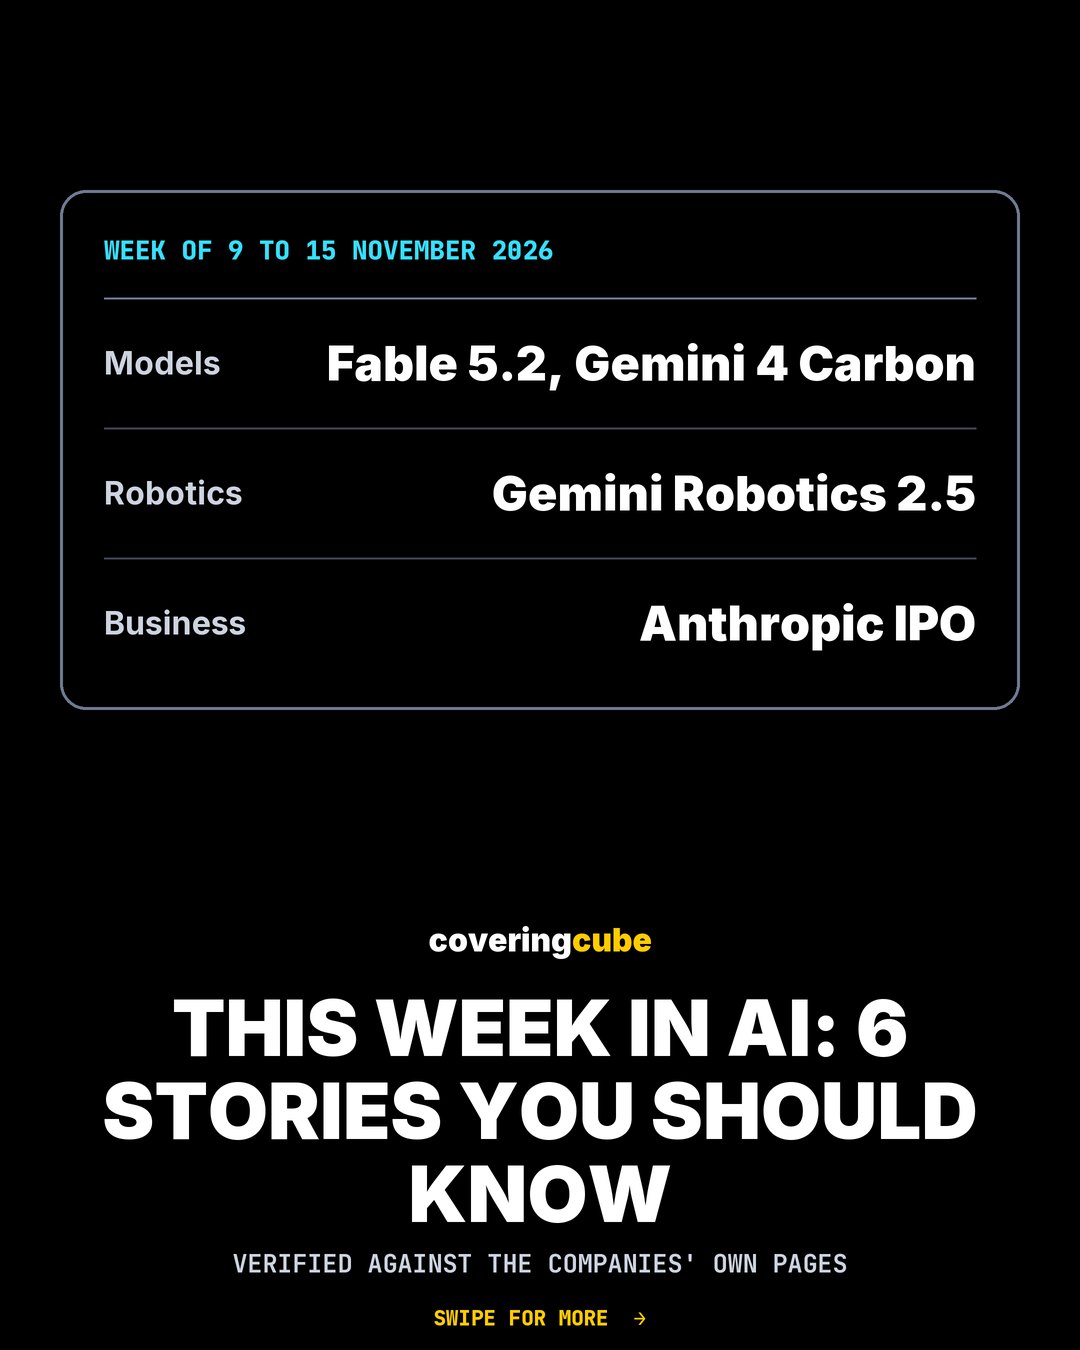 WEEK OF 9 TO 15 NOVEMBER 2026
Models Fable 5.2, Gemini 4 Carbon
Robotics Gemini Robotics 2.5
Business Anthropic IPO
coveringcube
THIS WEEK IN AI: 6
STORIES YOU SHOULD
KNOW
VERIFIED AGAINST THE COMPANIES' OWN PAGES
SWIPE FOR MORE →